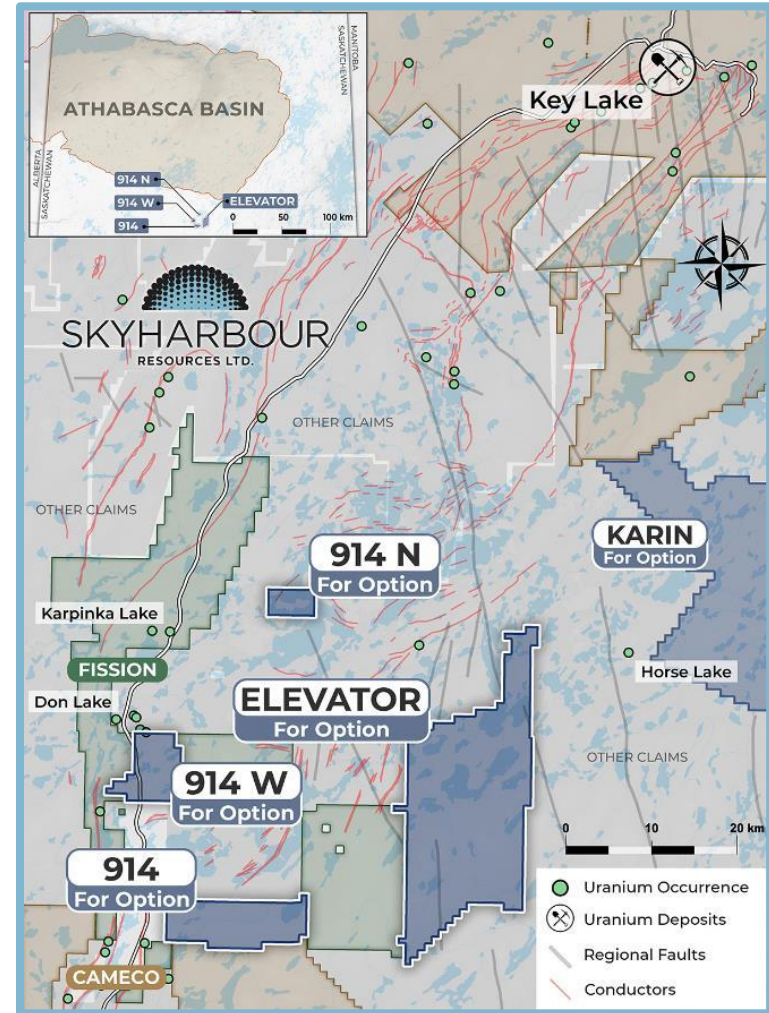 MANITOBA
SASKATCHEWAN
ATHABASCA BASIN
ALBERTA
SASKATCHEWAN
914 N
914 W
914
ELEVATOR
0 50 100 km
Key Lake
SKYHARBOUR
RESOURCES LTD.
OTHER CLAIMS
OTHER CLAIMS
914 N
For Option
KARIN
For Option
Karpinka Lake
FISSION
Horse Lake
Don Lake
ELEVATOR
For Option
OTHER CLAIMS
914 W
For Option
0 10 20 km
914
For Option
CAMECO
Uranium Occurrence
Uranium Deposits
Regional Faults
Conductors